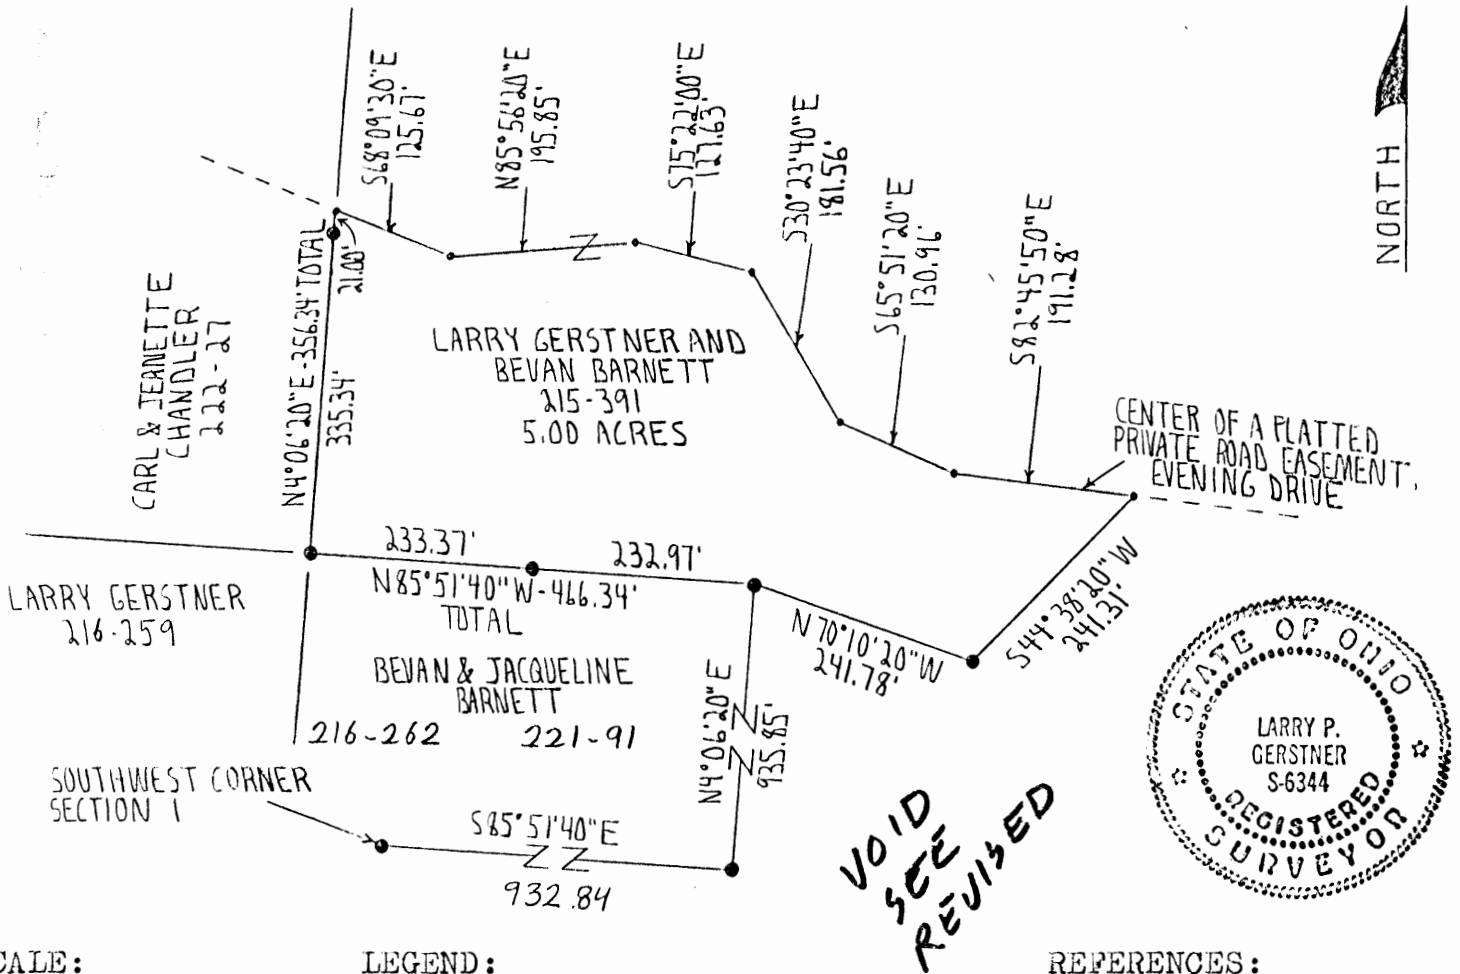 S68°09'30"E
125.67'
N85°56'20"E
195.85'
S75°22'00"E
127.63'
S30°23'40"E
181.56'
S65°51'20"E
130.96'
S82°45'50"E
191.28'
NORTH
CARL & JEANETTE
CHANDLER
222-27
N4°06'20"E-356.34' TOTAL
21.00'
335.34'
LARRY GERSTNER AND
BEVAN BARNETT
215-391
5.00 ACRES
CENTER OF A PLATTED
PRIVATE ROAD EASEMENT,
EVENING DRIVE
233.37'
232.97'
N85°51'40"W-466.34'
TOTAL
LARRY GERSTNER
216-259
N70°10'20"W
241.78'
S44°38'20"W
241.31'
BEVAN & JACQUELINE
BARNETT
216-262 221-91
N4°06'20"E
935.85'
SOUTHWEST CORNER
SECTION 1
S85°51'40"E
932.84
VOID
SEE
REVISED
STATE OF OHIO
LARRY P.
GERSTNER
S-6344
REGISTERED
SURVEYOR
CALE:
LEGEND:
REFERENCES: